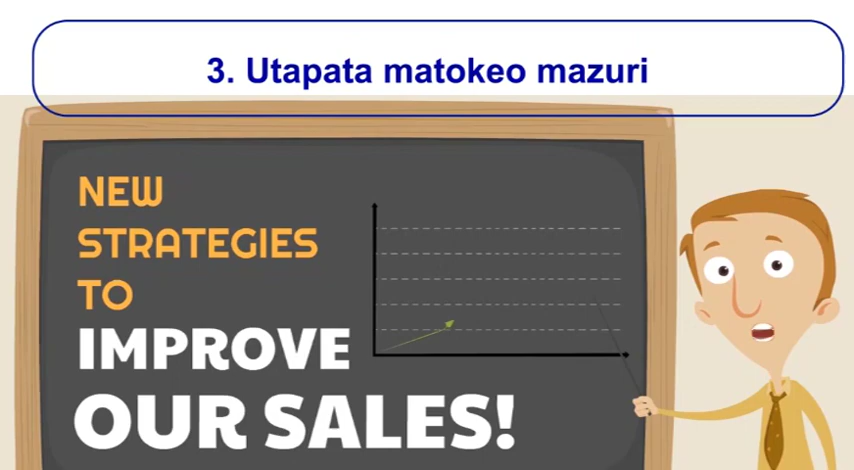 3. Utapata matokeo mazuri
NEW
STRATEGIES
TO
IMPROVE
OUR SALES!